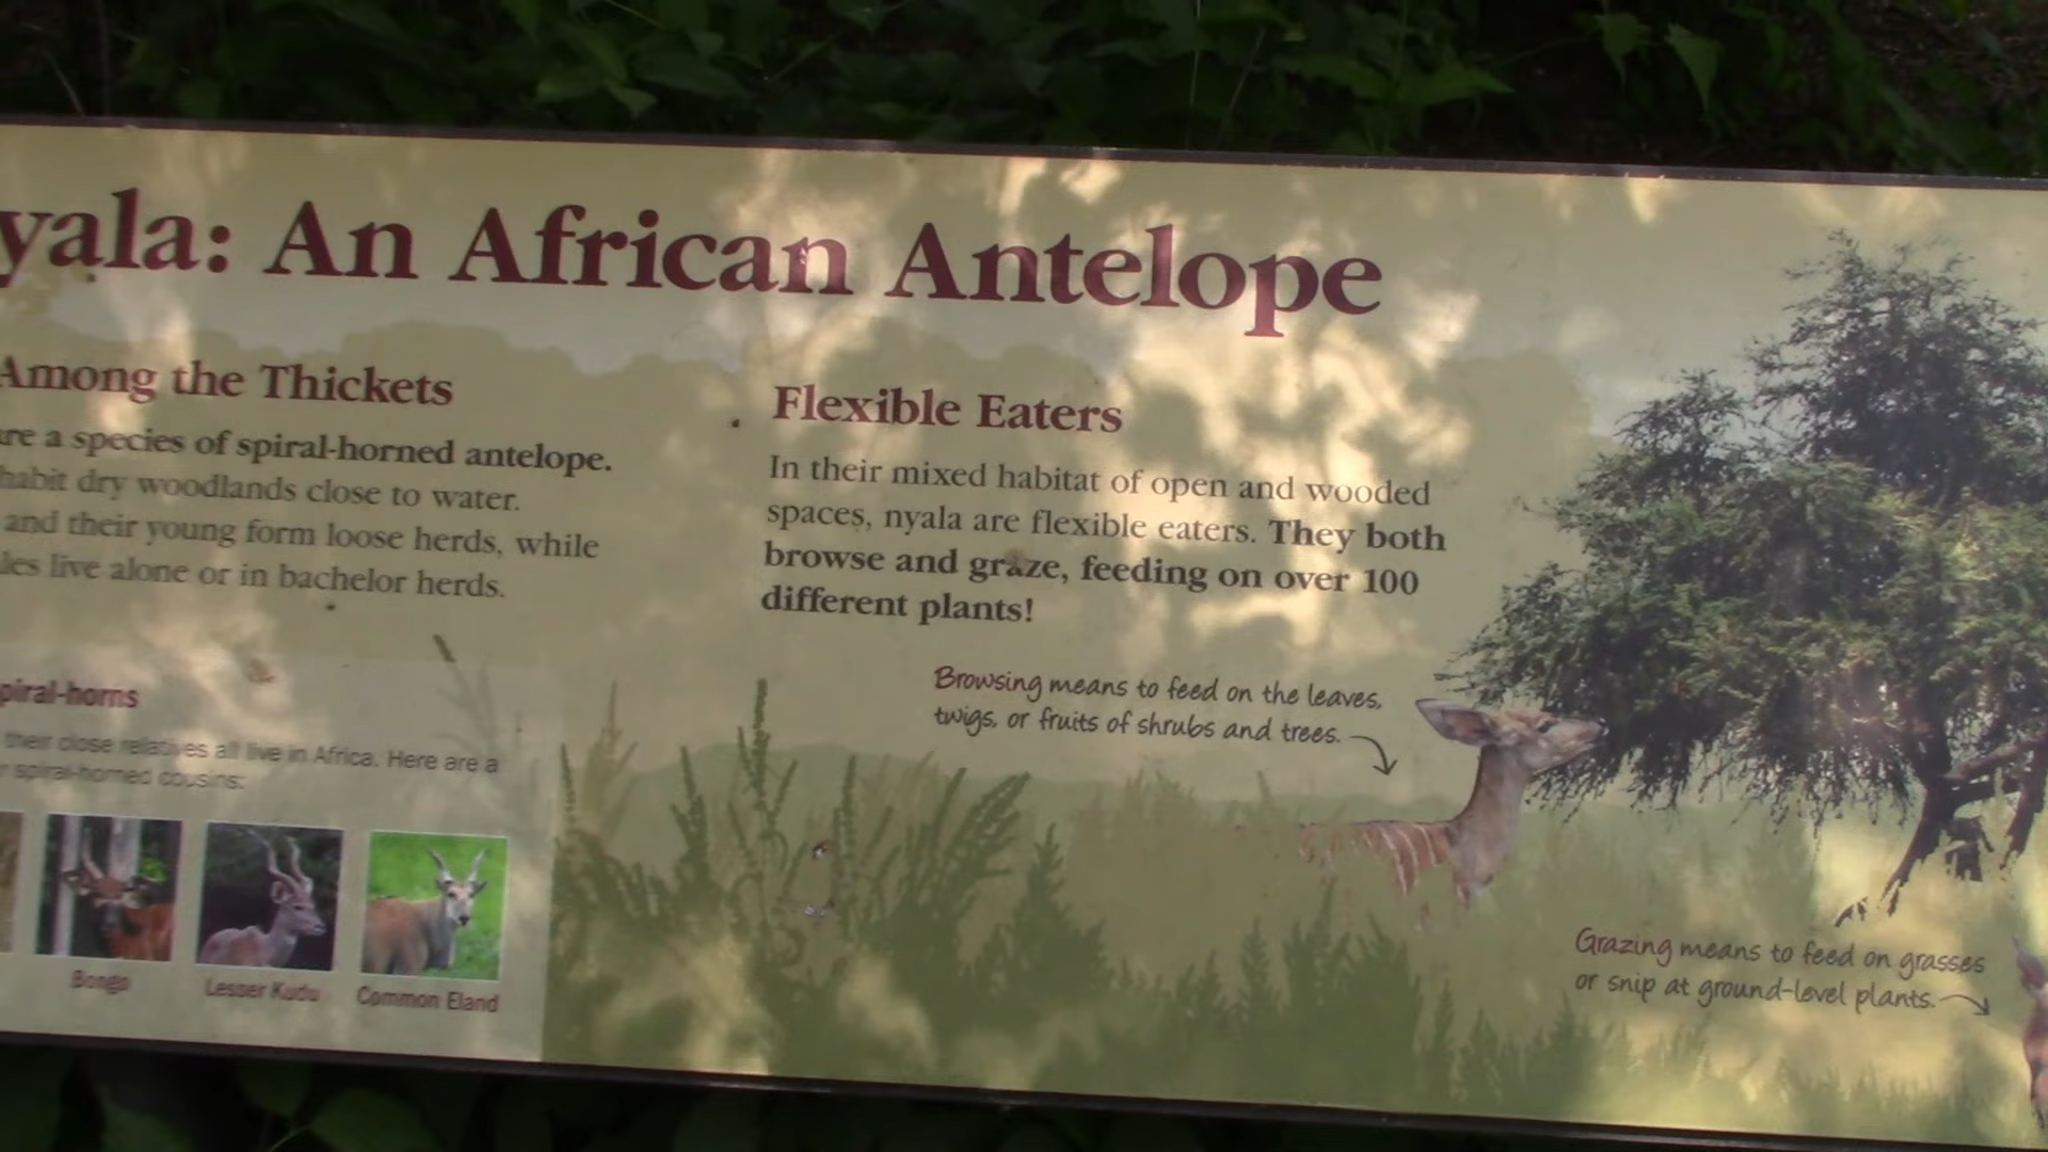 yala: An African Antelope
Among the Thickets
are a species of spiral-horned antelope.
habit dry woodlands close to water.
and their young form loose herds, while
les live alone or in bachelor herds.
piral-horns
their close relatives all live in Africa. Here are a
r spiral-horned cousins:
Bongo
Lesser Kudu
Common Eland
Flexible Eaters
In their mixed habitat of open and wooded
spaces, nyala are flexible eaters. They both
browse and graze, feeding on over 100
different plants!
Browsing means to feed on the leaves,
twigs, or fruits of shrubs and trees.
Grazing means to feed on grasses
or snip at ground-level plants.